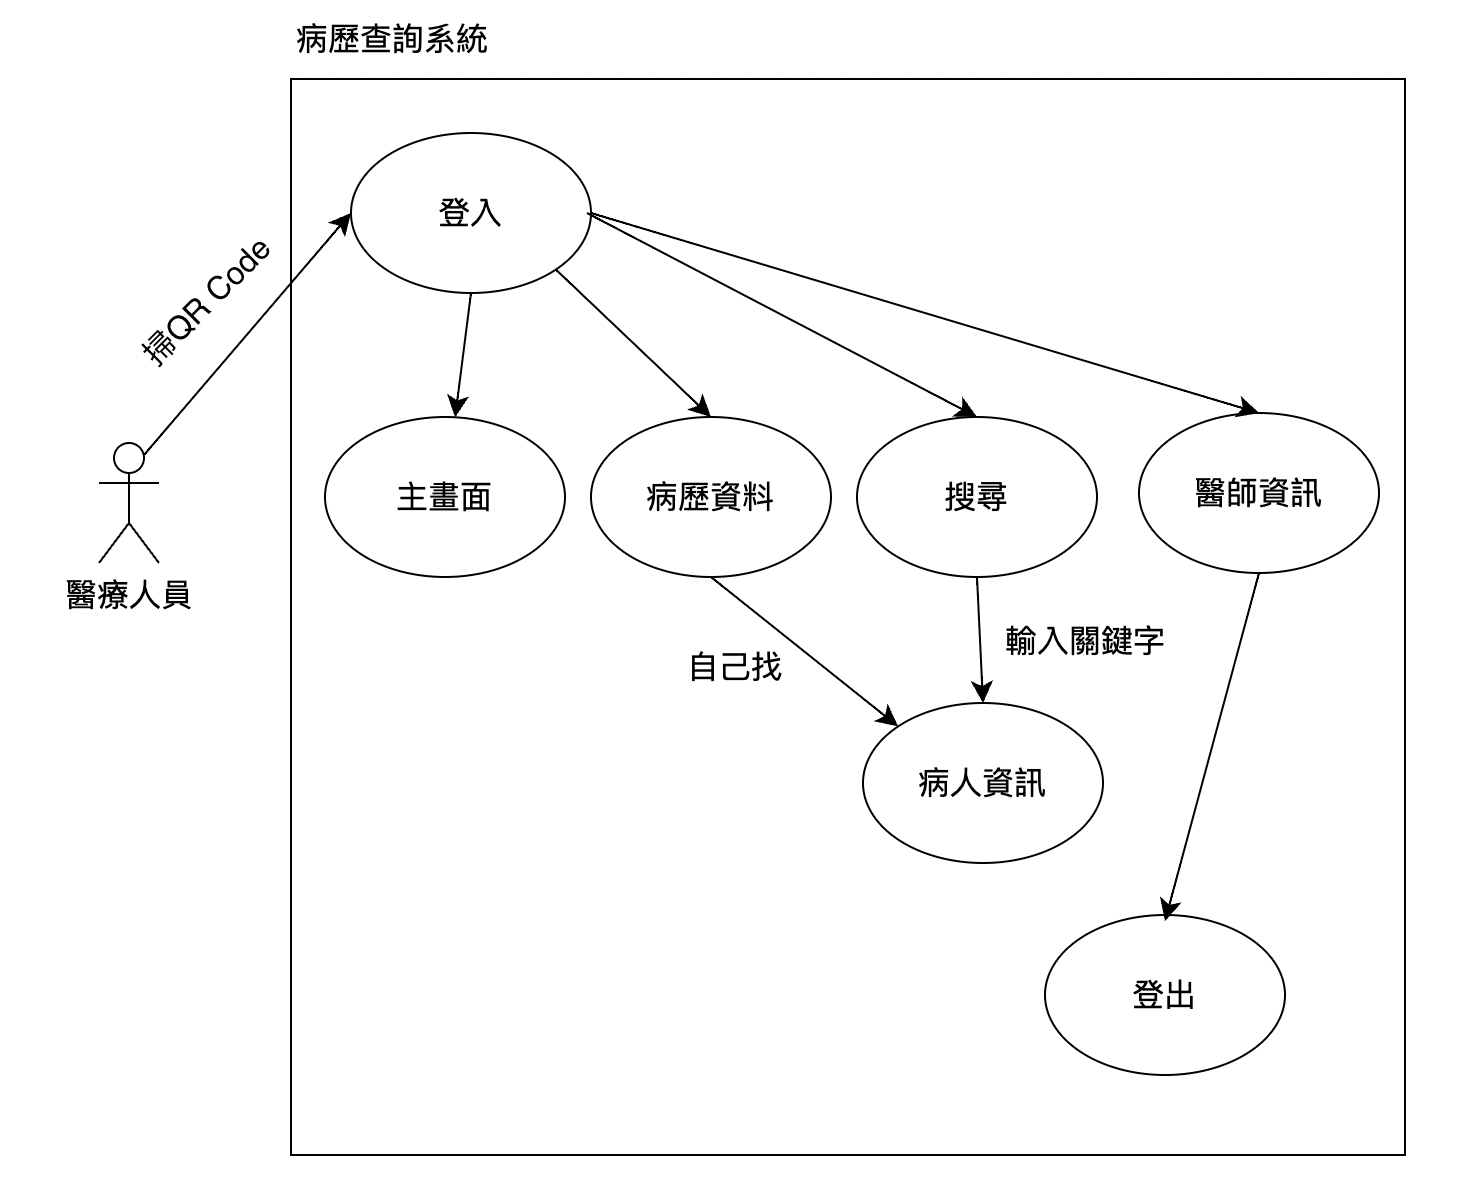 病歷查詢系統
登入
掃QR Code
主畫面
病歷資料
搜尋
醫師資訊
醫療人員
自己找
輸入關鍵字
病人資訊
登出